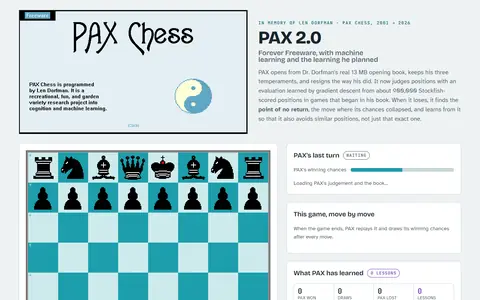 Freeware
PAX Chess
PAX Chess is programmed
by Len Dorfman. It is a
recreational, fun, and garden
variety research project into
cognition and machine learning.
IN MEMORY OF LEN DORFMAN · PAX CHESS, 2001 → 2026
PAX 2.0
Forever Freeware, with machine
learning and the learning he planned
PAX opens from Dr. Dorfman's real 13 MB opening book, keeps his three
temperaments, and resigns the way his did. It now judges positions with an
evaluation learned by gradient descent from about Stockfish-
scored positions in games that began in his book. When it loses, it finds the
point of no return, the move where its chances collapsed, and learns from it
so that it also avoids similar positions, not just that exact one.
PAX's last turn WAITING
PAX's winning chances
Loading PAX's judgement and the book…
This game, move by move
When the game ends, PAX replays it and draws its winning chances
after every move.
What PAX has learned 0 LESSONS
0 0 0 0
PAX WON DRAWS PAX LOST LESSONS